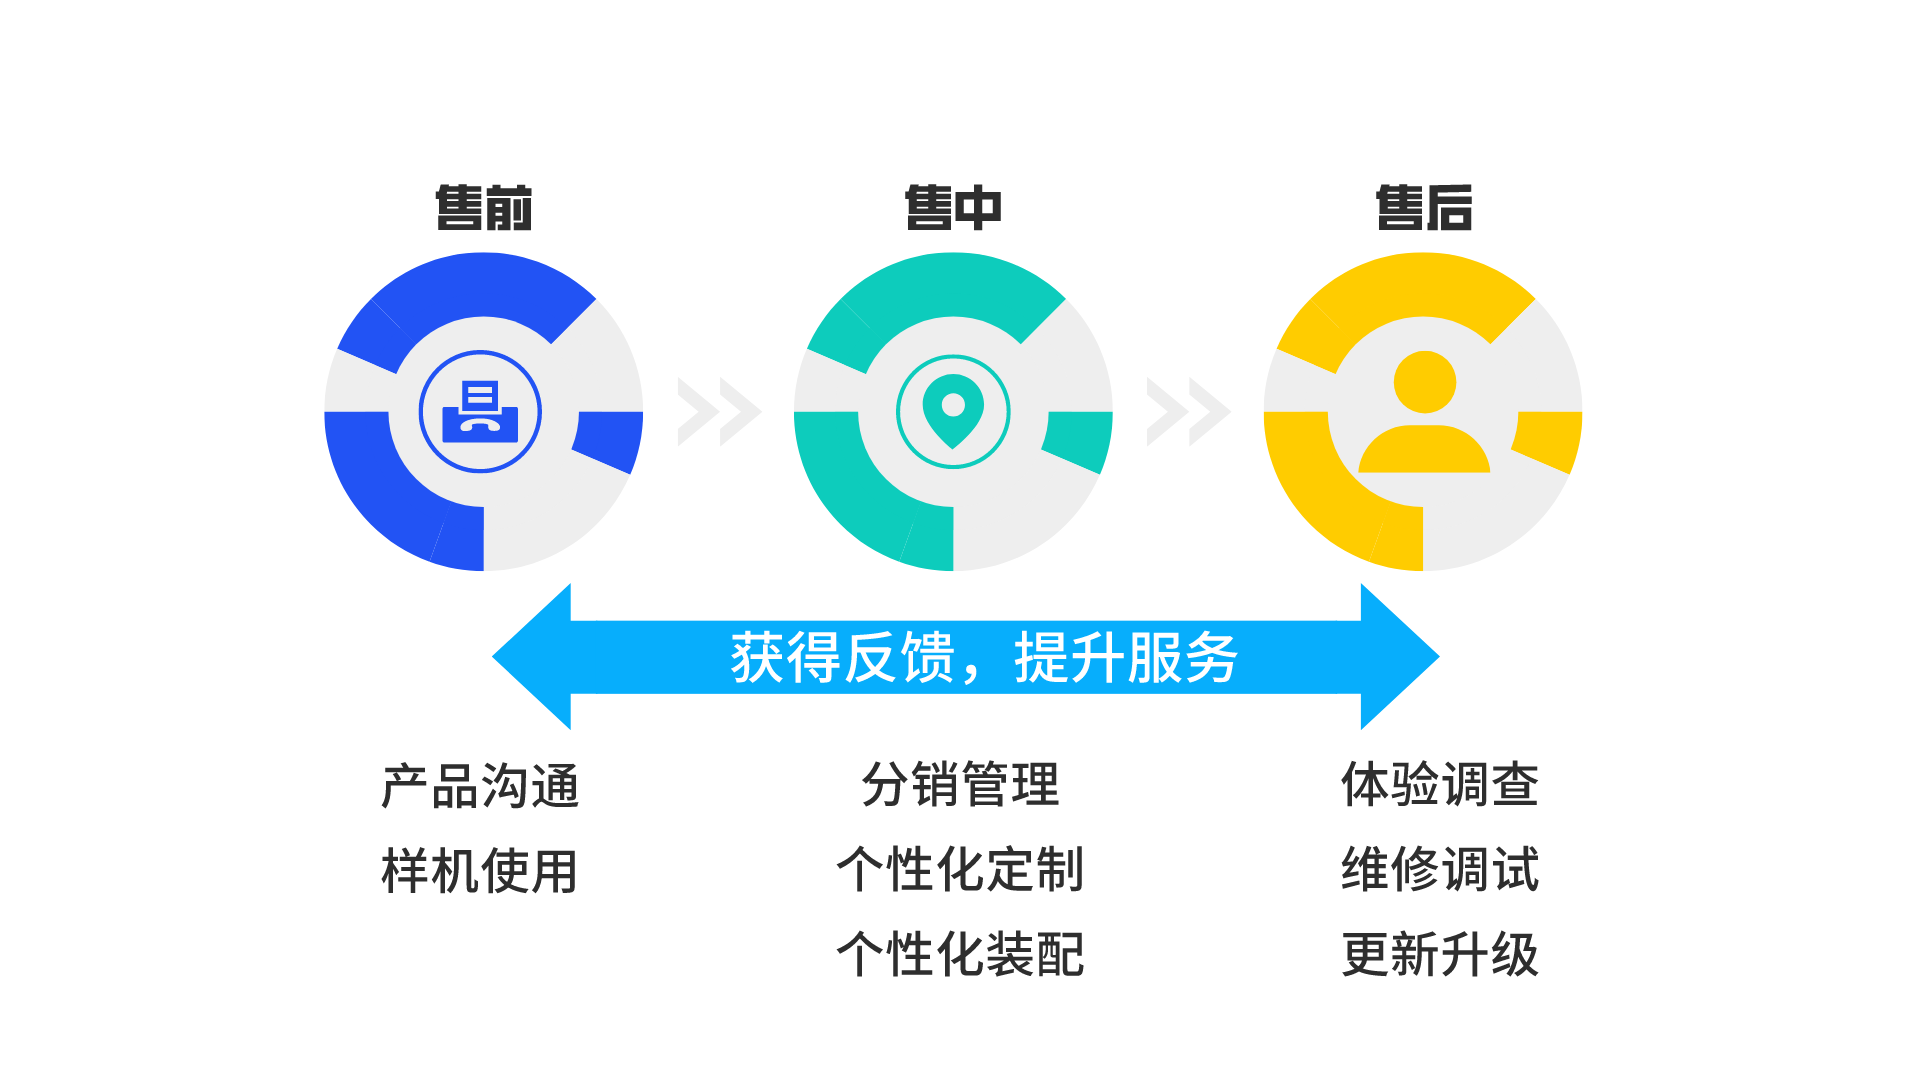 售前
售中
售后
获得反馈，提升服务
产品沟通
样机使用
分销管理
个性化定制
个性化装配
体验调查
维修调试
更新升级